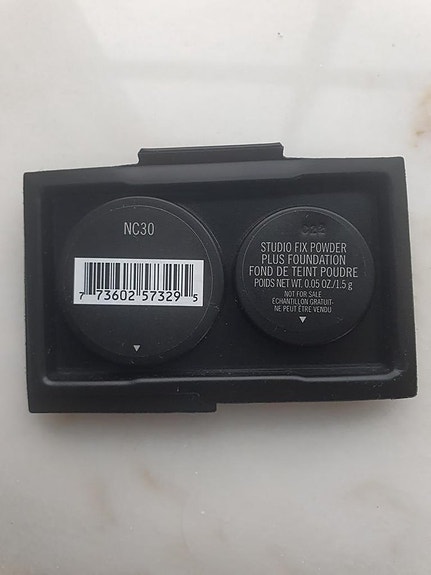 NC30
7 73602 57329 5
STUDIO FIX POWDER
PLUS FOUNDATION
FOND DE TEINT POUDRE
POIDS NET WT. 0.05 OZ./1.5 g
NOT FOR SALE
ÉCHANTILLON GRATUIT-
NE PEUT ÊTRE VENDU